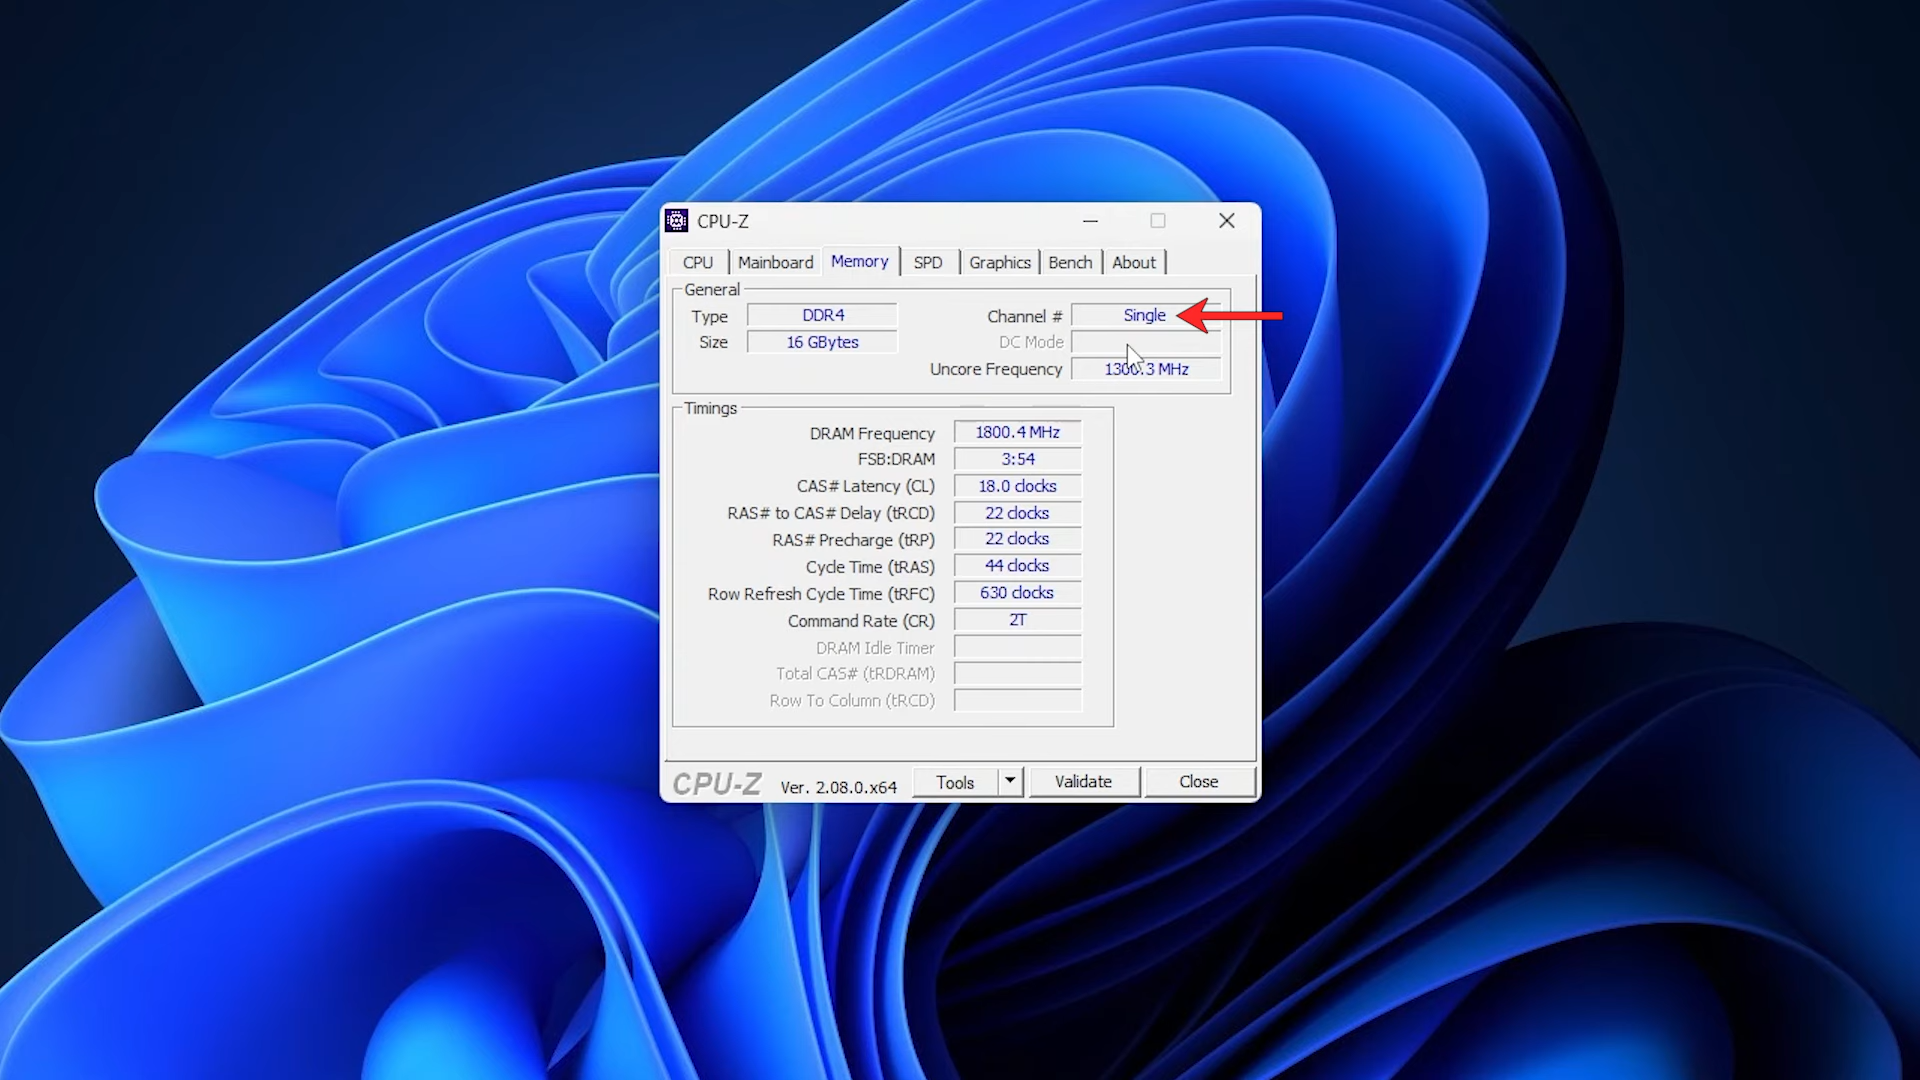 CPU-Z
CPU Mainboard Memory SPD Graphics Bench About
General
Type DDR4 Channel # Single
Size 16 GBytes DC Mode
Uncore Frequency 1300.3 MHz
Timings
DRAM Frequency 1800.4 MHz
FSB:DRAM 3:54
CAS# Latency (CL) 18.0 clocks
RAS# to CAS# Delay (tRCD) 22 clocks
RAS# Precharge (tRP) 22 clocks
Cycle Time (tRAS) 44 clocks
Row Refresh Cycle Time (tRFC) 630 clocks
Command Rate (CR) 2T
DRAM Idle Timer
Total CAS# (tRDRAM)
Row To Column (tRCD)
CPU-Z Ver. 2.08.0.x64 Tools Validate Close